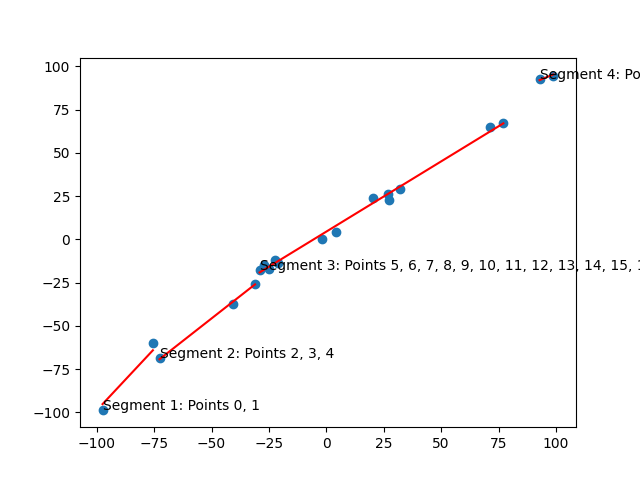 100
75
50
25
0
−25
−50
−75
−100
Segment 4: Po
Segment 3: Points 5, 6, 7, 8, 9, 10, 11, 12, 13, 14, 15, 1
Segment 2: Points 2, 3, 4
Segment 1: Points 0, 1
−100 −75 −50 −25 0 25 50 75 100